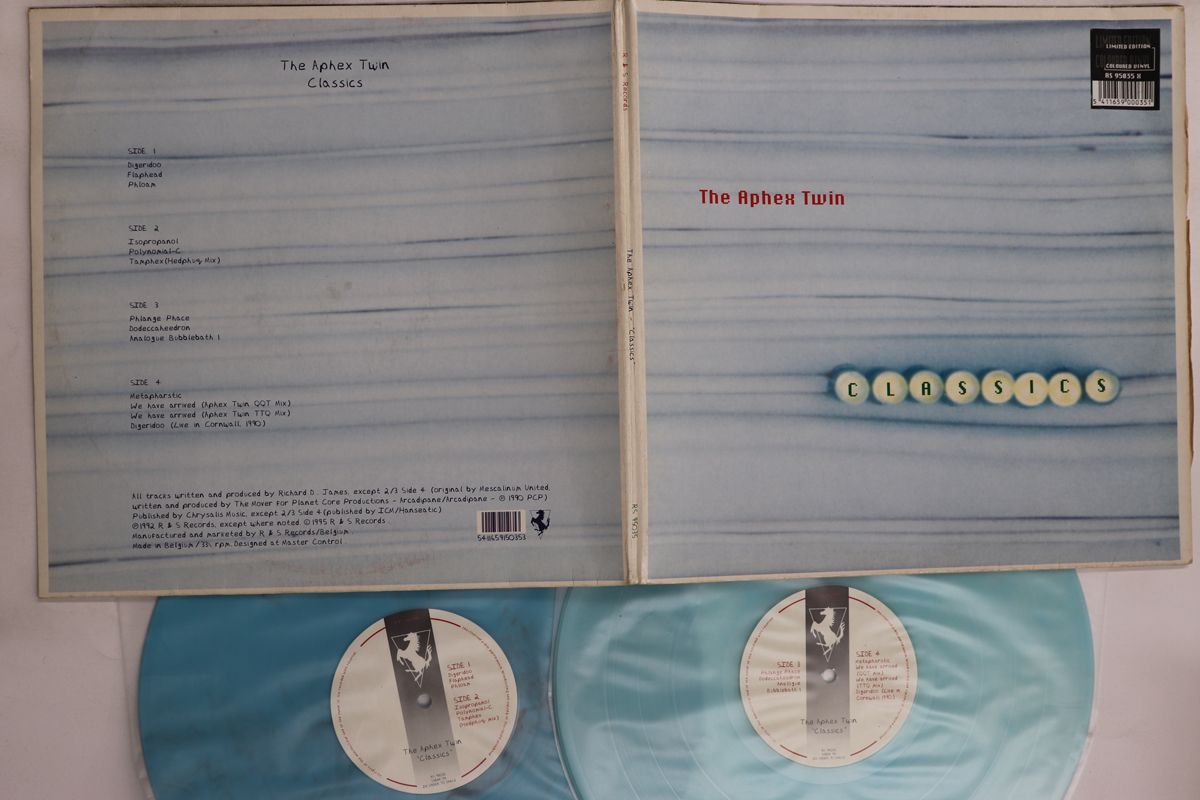 The Aphex Twin
Classics
SIDE 1
Digeridoo
Flaphead
Phloam
SIDE 2
Isopropanol
Polynomial-C
Tamphex(Hedphuq Mix)
SIDE 3
Phlange Phace
Dodeccaheedron
Analogue Bubblebath 1
SIDE 4
Metapharstic
We have arrived (Aphex Twin QQT Mix)
We have arrived (Aphex Twin TTQ Mix)
Digeridoo (Live in Cornwall, 1990)
All tracks written and produced by Richard D. James, except 2/3 Side 4 (original by Mescalinum United,
written and produced by The Mover for Planet Core Productions - Arcadipane/Arcadipane - ℗ 1990 PCP)
Published by Chrysalis Music, except 2/3 Side 4 (published by ICM/Hanseatic)
℗1992 R & S Records, except where noted. ©1995 R & S Records.
Manufactured and marketed by R & S Records/Belgium.
Made in Belgium / 33⅓ rpm. Designed at Master Control.
5411659150353
R & S Records
The Aphex Twin - "Classics"
RS 95035
The Aphex Twin
CLASSICS
LIMITED EDITION
COLOURED VINYL
RS 95035 X
5 411659 000351
SIDE 1
Digeridoo
Flaphead
Phloam
SIDE 2
Isopropanol
Polynomial-C
Tamphex
(Hedphuq Mix)
The Aphex Twin
"Classics"
SIDE 3
Phlange Phace
Dodeccaheedron
Analogue
Bubblebath 1
SIDE 4
Metapharstic
We have arrived
(QQT Mix)
We have arrived
(TTQ Mix)
Digeridoo (Live in
Cornwall, 1990)
The Aphex Twin
"Classics"